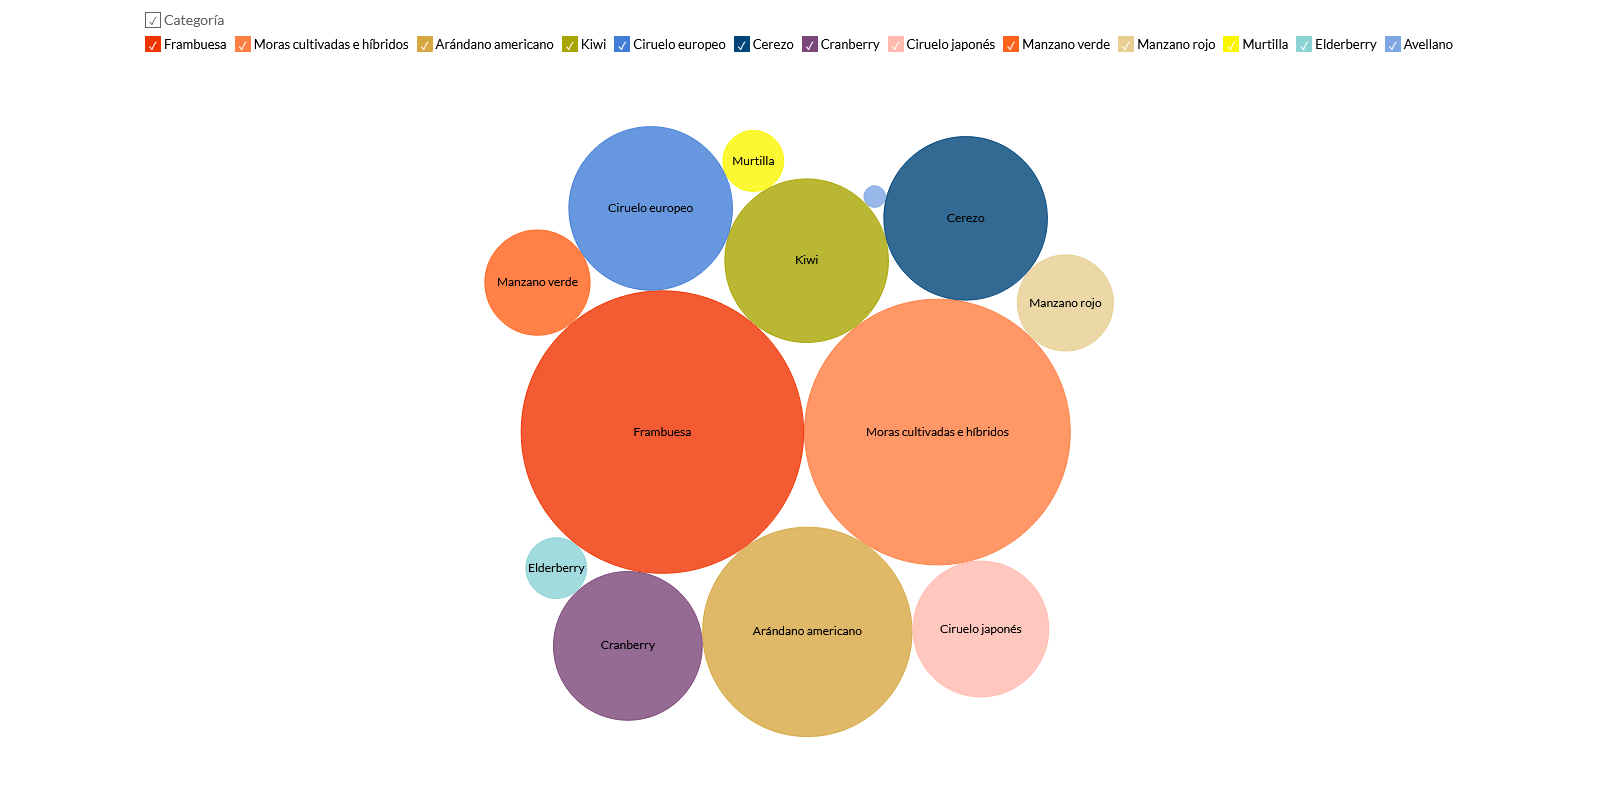 Categoría
Frambuesa Moras cultivadas e híbridos Arándano americano Kiwi Ciruelo europeo Cerezo Cranberry Ciruelo japonés Manzano verde Manzano rojo Murtilla Elderberry Avellano
Murtilla
Ciruelo europeo
Cerezo
Kiwi
Manzano verde
Manzano rojo
Frambuesa
Moras cultivadas e híbridos
Elderberry
Arándano americano
Ciruelo japonés
Cranberry